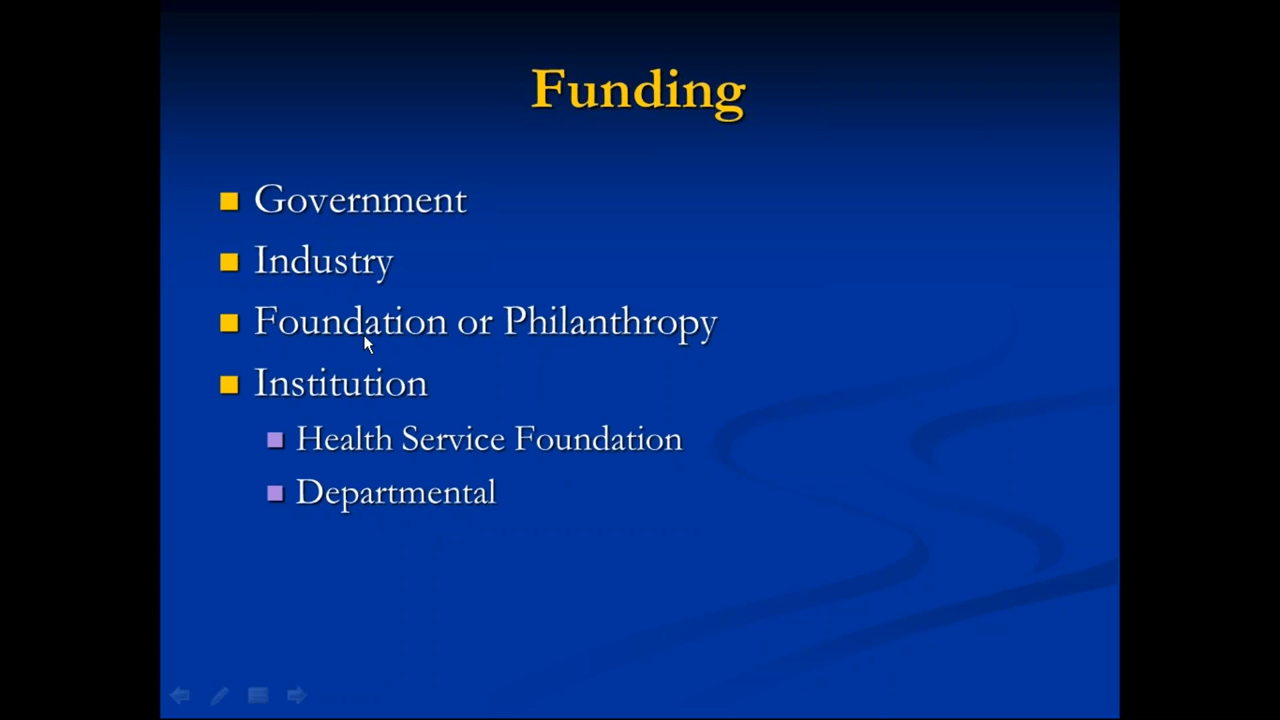 Funding
Government
Industry
Foundation or Philanthropy
Institution
Health Service Foundation
Departmental